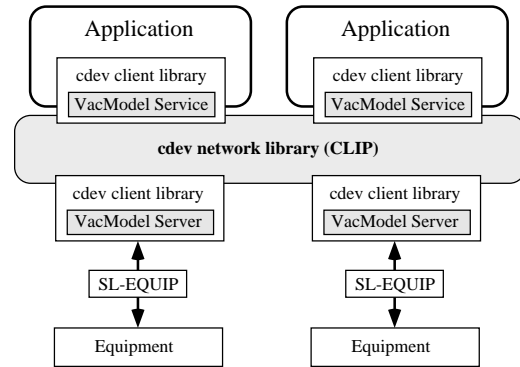 Application Application
cdev client library cdev client library
VacModel Service VacModel Service
cdev network library (CLIP)
cdev client library cdev client library
VacModel Server VacModel Server
SL-EQUIP SL-EQUIP
Equipment Equipment